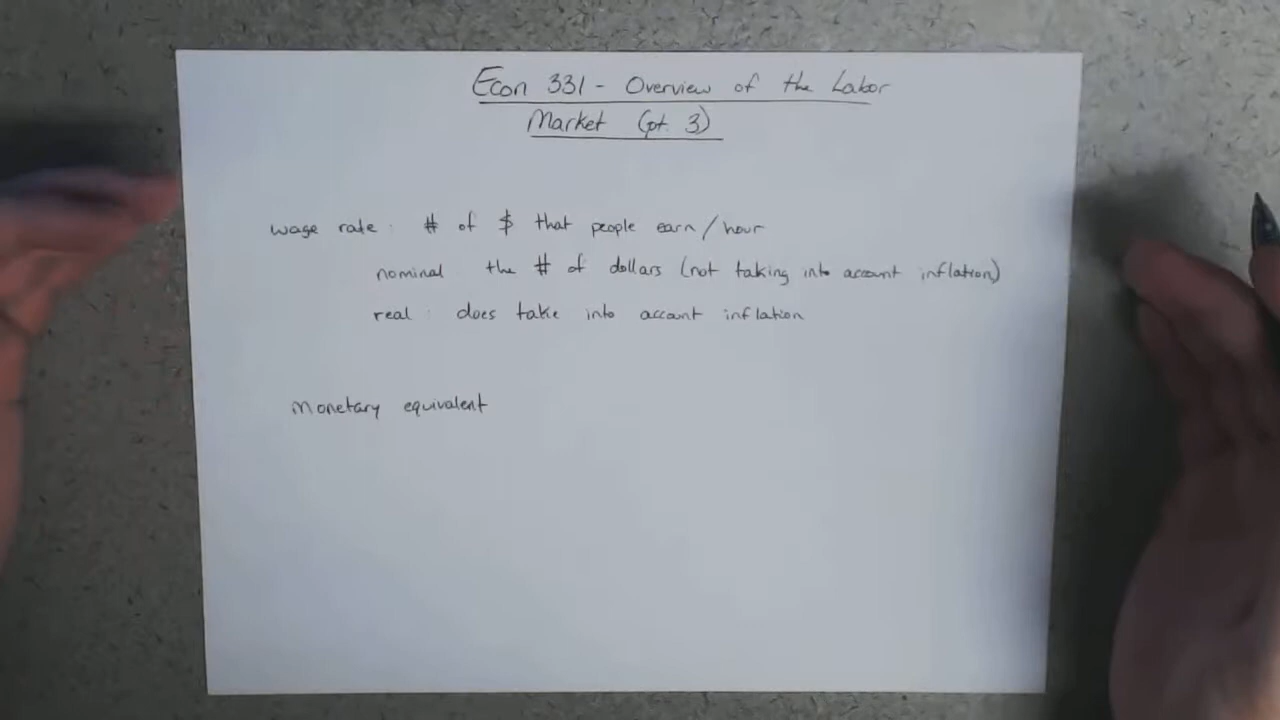 Econ 331 - Overview of the Labor
Market (pt. 3)
wage rate: # of $ that people earn/hour
nominal the # of dollars (not taking into account inflation)
real: does take into account inflation
Monetary equivalent